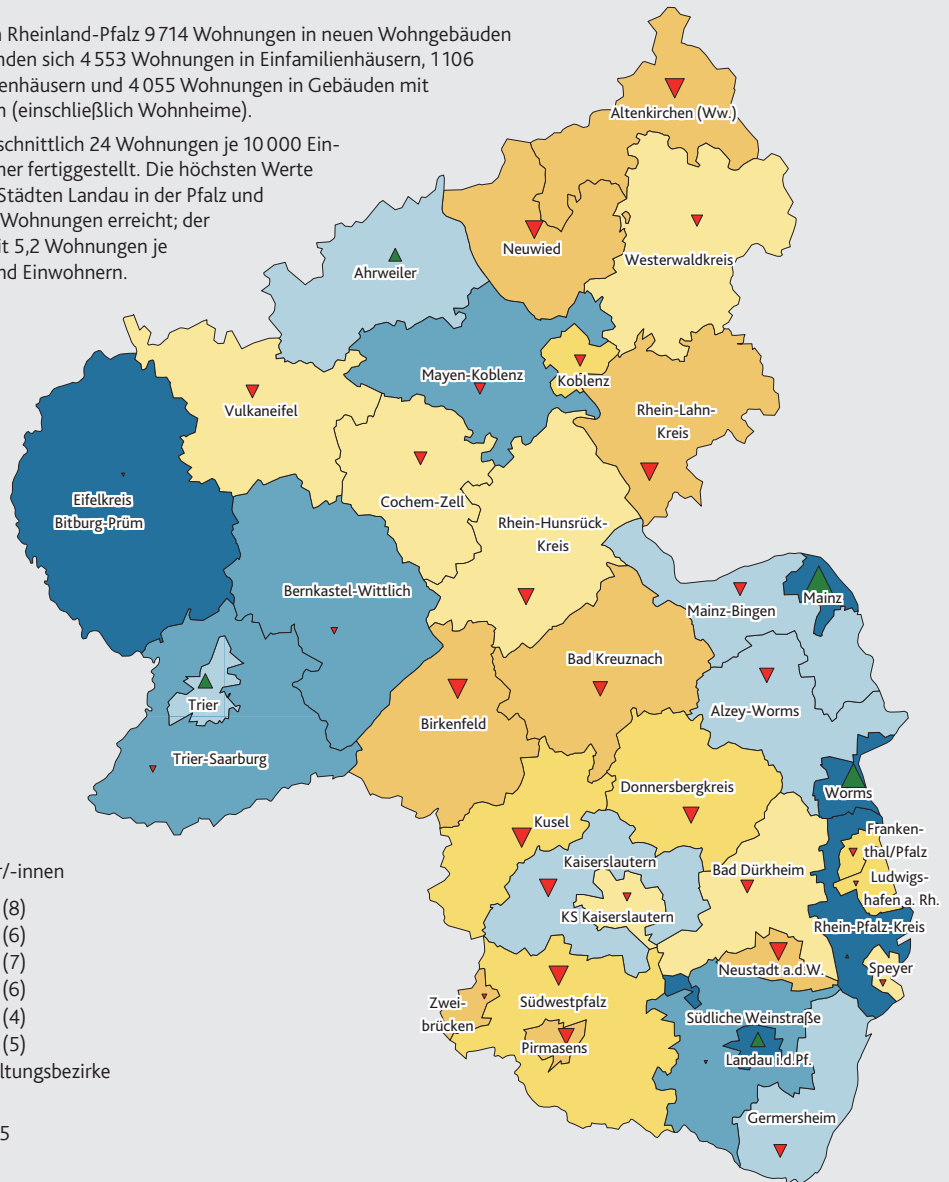 Rheinland-Pfalz 9 714 Wohnungen in neuen Wohngebäuden
sich 4 553 Wohnungen in Einfamilienhäusern, 1 106
und 4 055 Wohnungen in Gebäuden mit
(einschließlich Wohnheime).
24 Wohnungen je 10 000 Ein-
fertiggestellt. Die höchsten Werte
Städten Landau in der Pfalz und
Wohnungen erreicht; der
5,2 Wohnungen je
Einwohnern.
Altenkirchen (Ww.)
Neuwied
Westerwaldkreis
Ahrweiler
Mayen-Koblenz
Koblenz
Vulkaneifel
Rhein-Lahn-
Kreis
Cochem-Zell
Eifelkreis
Bitburg-Prüm
Rhein-Hunsrück-
Kreis
Bernkastel-Wittlich
Mainz
Mainz-Bingen
Bad Kreuznach
Trier
Alzey-Worms
Birkenfeld
Trier-Saarburg
Donnersbergkreis
Worms
Kusel
Franken-
thal/Pfalz
Kaiserslautern
Bad Dürkheim
Ludwigs-
hafen a. Rh.
KS Kaiserslautern
Rhein-Pfalz-Kreis
Neustadt a.d.W.
Speyer
Zwei-
brücken
Südwestpfalz
Südliche Weinstraße
Pirmasens
Landau i.d.Pf.
Germersheim
/-innen
(8)
(6)
(7)
(6)
(4)
(5)
5